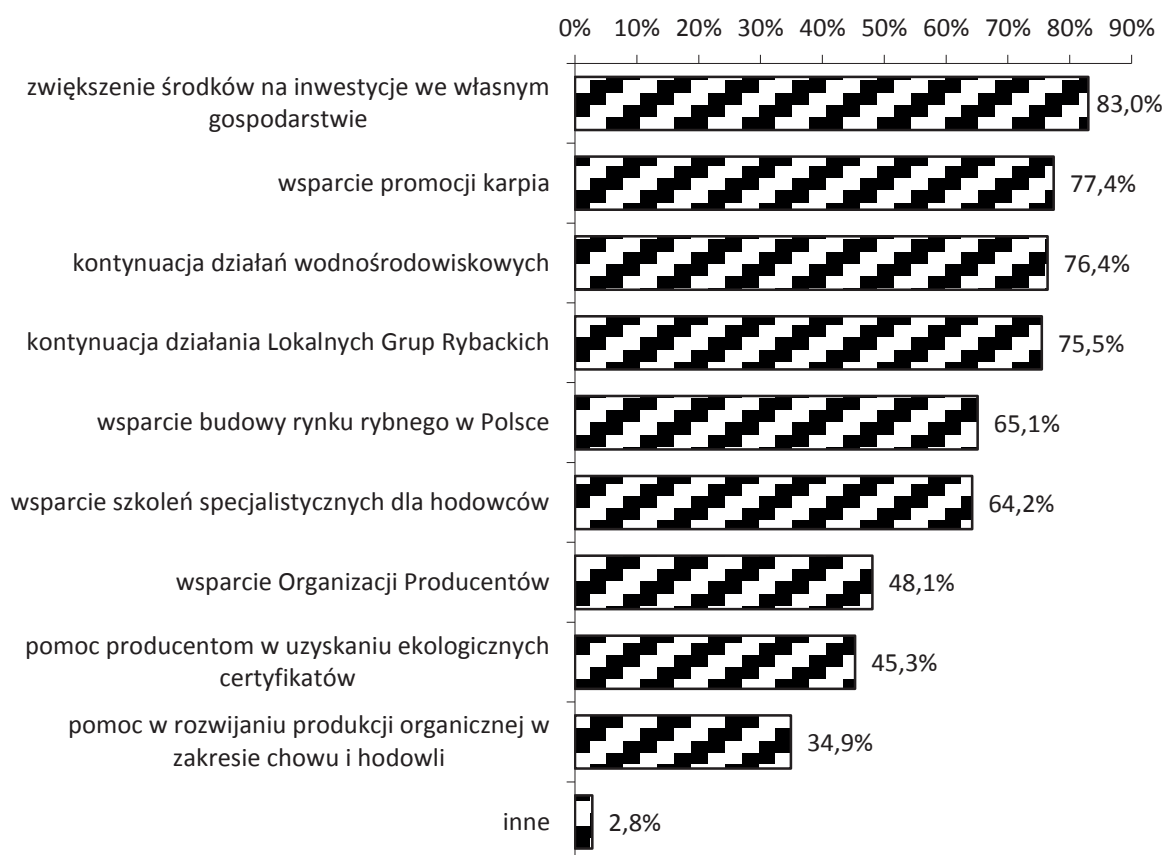 0% 10% 20% 30% 40% 50% 60% 70% 80% 90%
zwiększenie środków na inwestycje we własnym
gospodarstwie
83,0%
wsparcie promocji karpia
77,4%
kontynuacja działań wodnośrodowiskowych
76,4%
kontynuacja działania Lokalnych Grup Rybackich
75,5%
wsparcie budowy rynku rybnego w Polsce
65,1%
wsparcie szkoleń specjalistycznych dla hodowców
64,2%
wsparcie Organizacji Producentów
48,1%
pomoc producentom w uzyskaniu ekologicznych
certyfikatów
45,3%
pomoc w rozwijaniu produkcji organicznej w
zakresie chowu i hodowli
34,9%
inne
2,8%